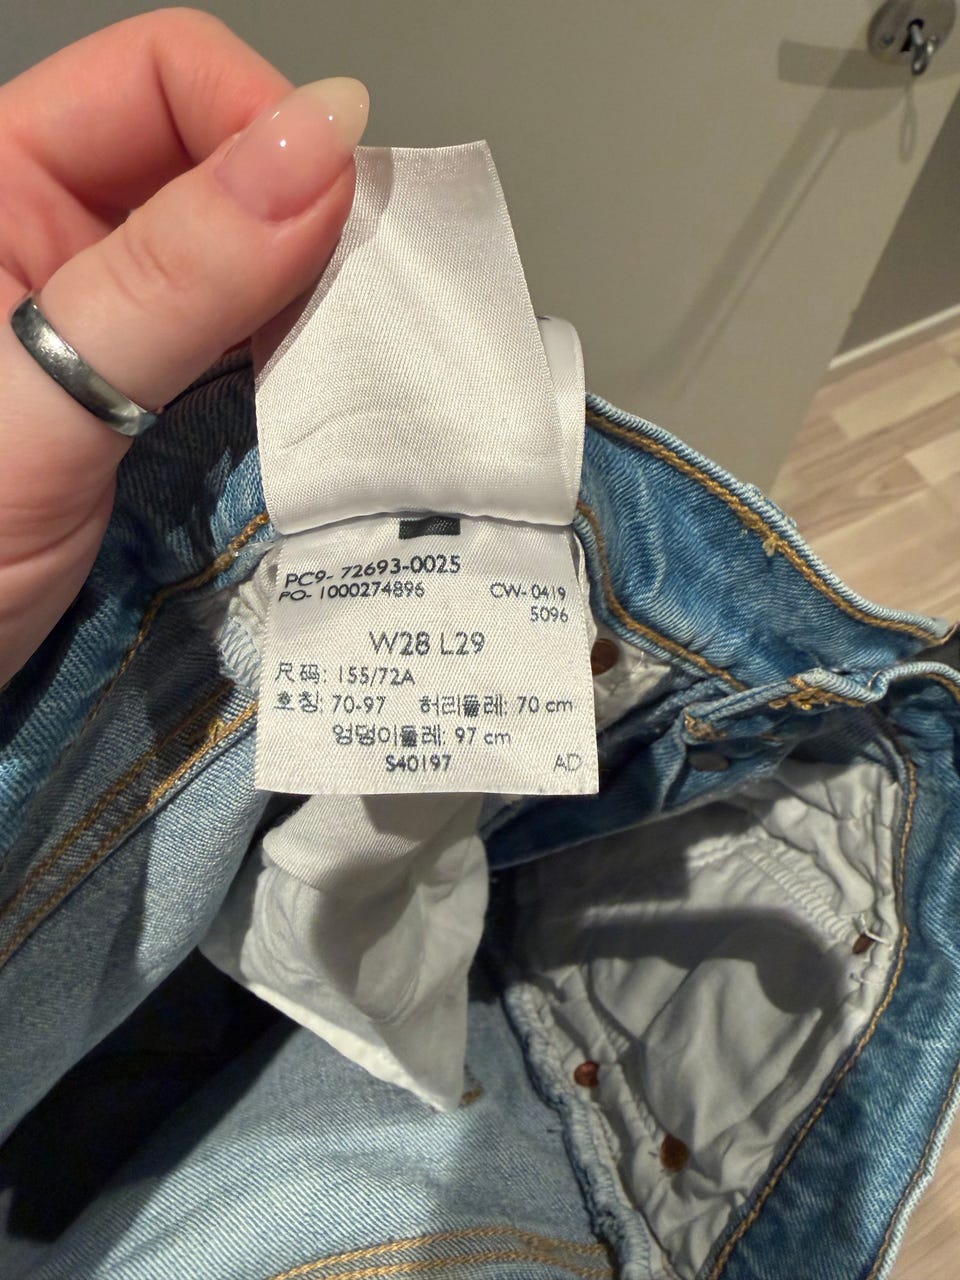 PC9- 72693-0025
PO- 1000274896 CW- 0419
5096
W28 L29
尺码: 155/72A
호칭: 70-97 허리둘레: 70 cm
엉덩이둘레: 97 cm
S40197 AD